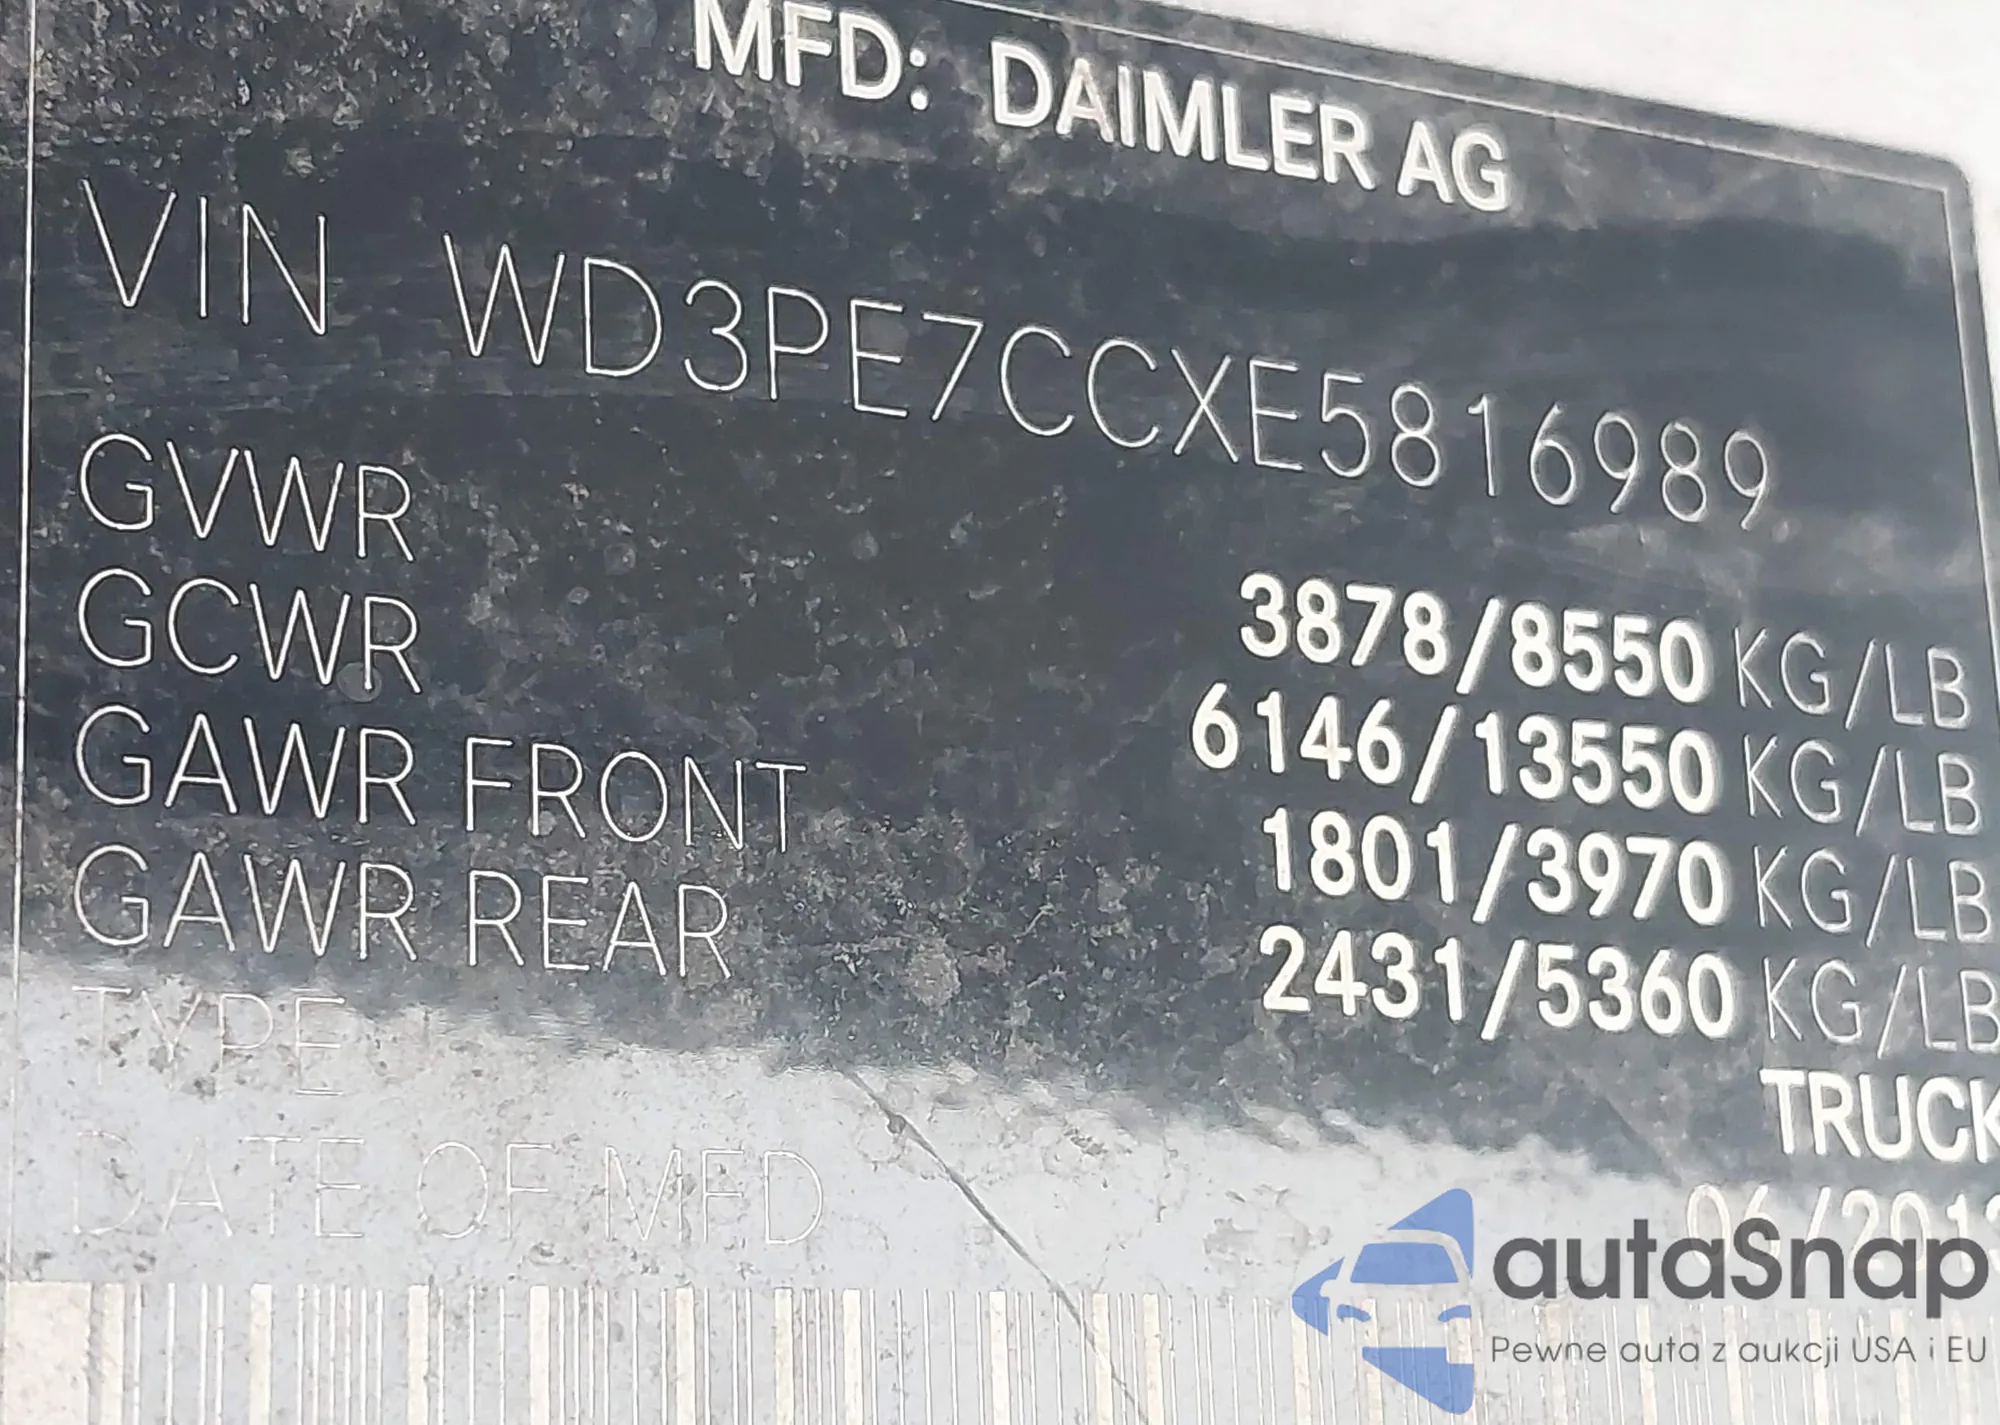 MFD: DAIMLER AG
VIN WD3PE7CCXE5816989
GVWR 3878/8550 KG/LB
GCWR 6146/13550 KG/LB
GAWR FRONT 1801/3970 KG/LB
GAWR REAR 2431/5360 KG/LB
TYPE TRUCK
DATE OF MFD 06/2013
autaSnap
Pewne auta z aukcji USA i EU